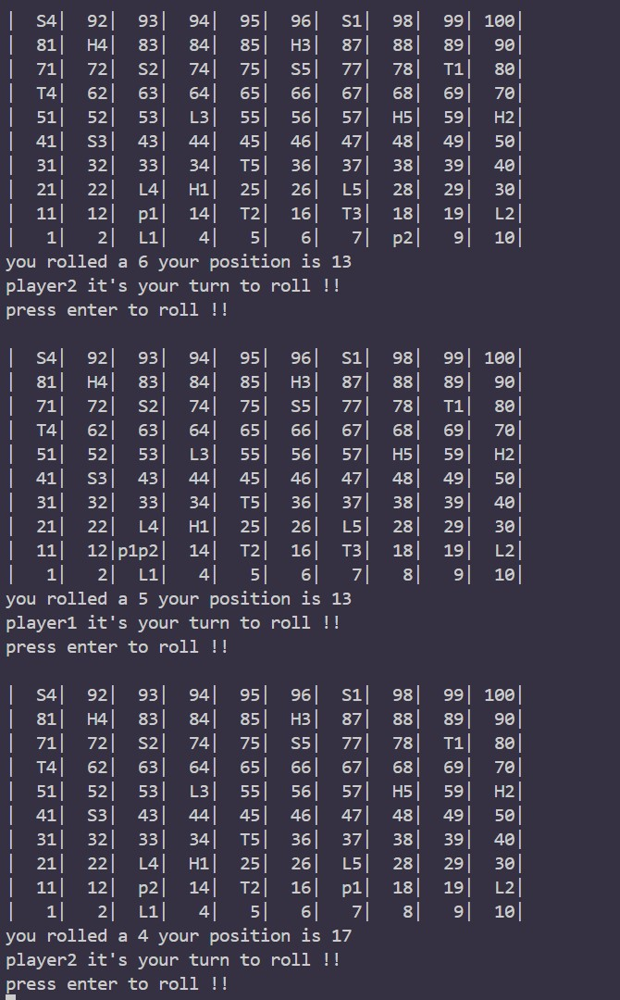 |  S4|  92|  93|  94|  95|  96|  S1|  98|  99| 100|
|  81|  H4|  83|  84|  85|  H3|  87|  88|  89|  90|
|  71|  72|  S2|  74|  75|  S5|  77|  78|  T1|  80|
|  T4|  62|  63|  64|  65|  66|  67|  68|  69|  70|
|  51|  52|  53|  L3|  55|  56|  57|  H5|  59|  H2|
|  41|  S3|  43|  44|  45|  46|  47|  48|  49|  50|
|  31|  32|  33|  34|  T5|  36|  37|  38|  39|  40|
|  21|  22|  L4|  H1|  25|  26|  L5|  28|  29|  30|
|  11|  12|  p1|  14|  T2|  16|  T3|  18|  19|  L2|
|   1|   2|  L1|   4|   5|   6|   7|  p2|   9|  10|
you rolled a 6 your position is 13
player2 it's your turn to roll !!
press enter to roll !!
|  S4|  92|  93|  94|  95|  96|  S1|  98|  99| 100|
|  81|  H4|  83|  84|  85|  H3|  87|  88|  89|  90|
|  71|  72|  S2|  74|  75|  S5|  77|  78|  T1|  80|
|  T4|  62|  63|  64|  65|  66|  67|  68|  69|  70|
|  51|  52|  53|  L3|  55|  56|  57|  H5|  59|  H2|
|  41|  S3|  43|  44|  45|  46|  47|  48|  49|  50|
|  31|  32|  33|  34|  T5|  36|  37|  38|  39|  40|
|  21|  22|  L4|  H1|  25|  26|  L5|  28|  29|  30|
|  11|  12|p1p2|  14|  T2|  16|  T3|  18|  19|  L2|
|   1|   2|  L1|   4|   5|   6|   7|   8|   9|  10|
you rolled a 5 your position is 13
player1 it's your turn to roll !!
press enter to roll !!
|  S4|  92|  93|  94|  95|  96|  S1|  98|  99| 100|
|  81|  H4|  83|  84|  85|  H3|  87|  88|  89|  90|
|  71|  72|  S2|  74|  75|  S5|  77|  78|  T1|  80|
|  T4|  62|  63|  64|  65|  66|  67|  68|  69|  70|
|  51|  52|  53|  L3|  55|  56|  57|  H5|  59|  H2|
|  41|  S3|  43|  44|  45|  46|  47|  48|  49|  50|
|  31|  32|  33|  34|  T5|  36|  37|  38|  39|  40|
|  21|  22|  L4|  H1|  25|  26|  L5|  28|  29|  30|
|  11|  12|  p2|  14|  T2|  16|  p1|  18|  19|  L2|
|   1|   2|  L1|   4|   5|   6|   7|   8|   9|  10|
you rolled a 4 your position is 17
player2 it's your turn to roll !!
press enter to roll !!